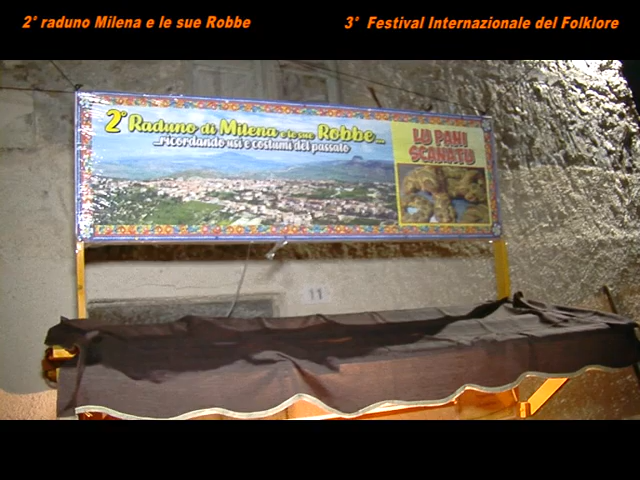 2° raduno Milena e le sue Robbe
3° Festival Internazionale del Folklore
2° Raduno di Milena e le sue Robbe...
...ricordando usi e costumi del passato
LU PANI
SCANATU
11